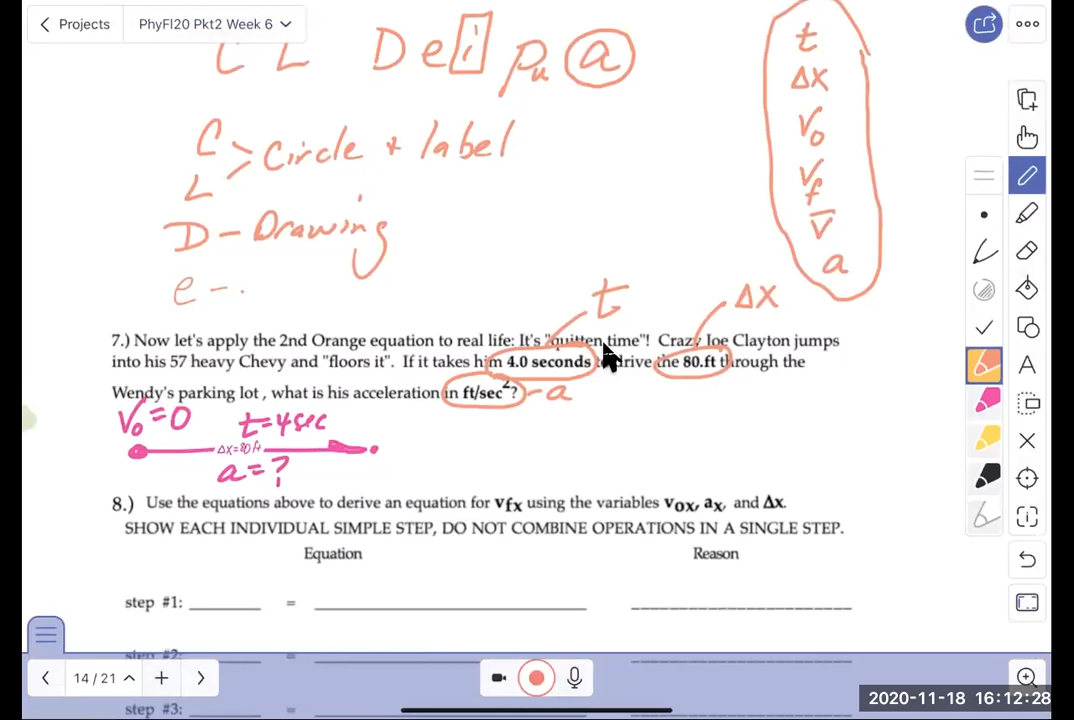 Projects
PhyFl20 Pkt2 Week 6
C L D e i Pu a
t
Δx
V0
Vf
V̅
a
C
L > Circle + label
D - Drawing
e -
t
Δx
7.) Now let's apply the 2nd Orange equation to real life: It's "quitten time"! Crazy Joe Clayton jumps
into his 57 heavy Chevy and "floors it". If it takes him 4.0 seconds to drive the 80.ft through the
Wendy's parking lot, what is his acceleration in ft/sec²? - a
V0 = 0 t = 4 sec
Δx = 80 ft
a = ?
8.) Use the equations above to derive an equation for vfx using the variables vox, ax, and Δx.
SHOW EACH INDIVIDUAL SIMPLE STEP, DO NOT COMBINE OPERATIONS IN A SINGLE STEP.
Equation Reason
step #1: =
step #2: =
step #3: =
14 / 21
2020-11-18 16:12:28